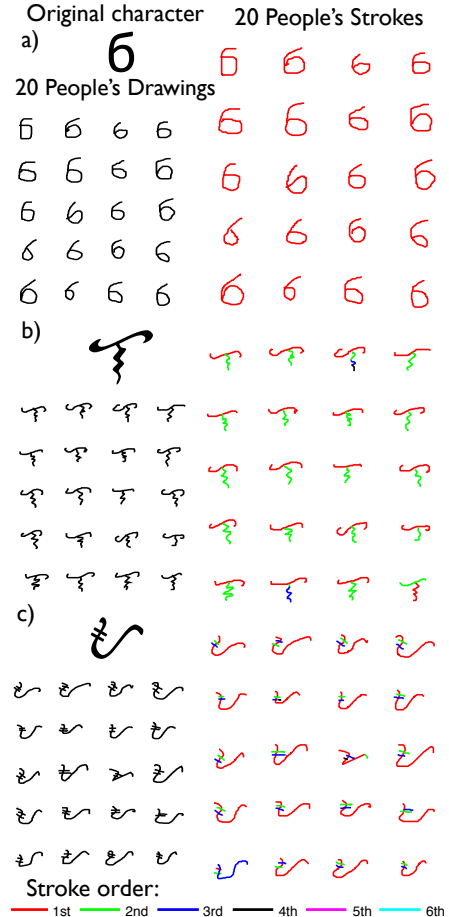 Original character
20 People's Strokes
a)
б
20 People's Drawings
b)
c)
Stroke order:
1st 2nd 3rd 4th 5th 6th